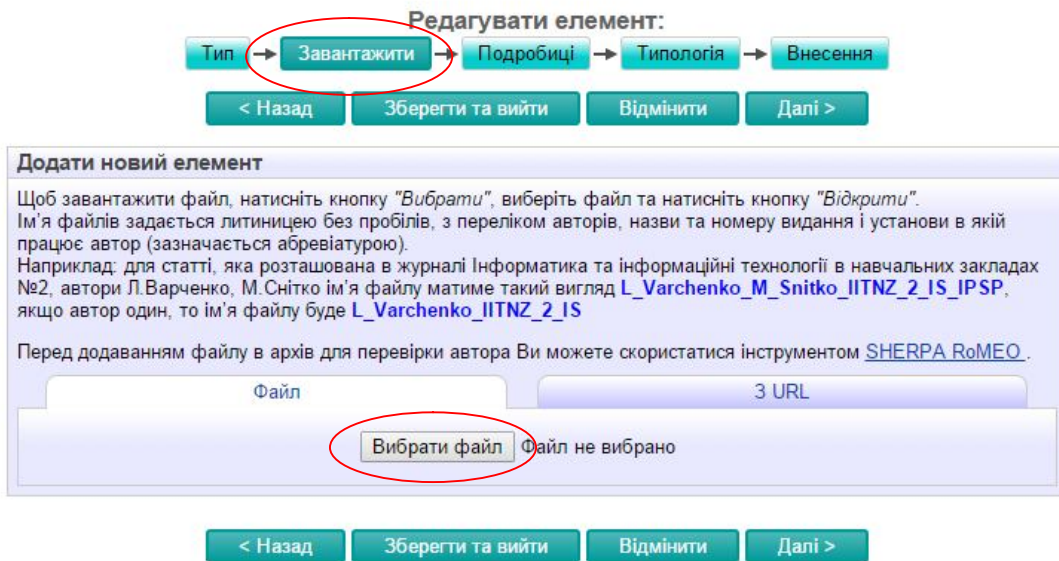 Редагувати елемент:
Тип → Завантажити → Подробиці → Типологія → Внесення
< Назад Зберегти та вийти Відмінити Далі >
Додати новий елемент
Щоб завантажити файл, натисніть кнопку "Вибрати", виберіть файл та натисніть кнопку "Відкрити".
Ім'я файлів задається литиницею без пробілів, з переліком авторів, назви та номеру видання і установи в якій
працює автор (зазначається абревіатурою).
Наприклад: для статті, яка розташована в журналі Інформатика та інформаційні технології в навчальних закладах
№2, автори Л.Варченко, М.Снітко ім'я файлу матиме такий вигляд L_Varchenko_M_Snitko_IITNZ_2_IS_IPSP,
якщо автор один, то ім'я файлу буде L_Varchenko_IITNZ_2_IS
Перед додаванням файлу в архів для перевірки автора Ви можете скористатися інструментом SHERPA RoMEO .
Файл З URL
Вибрати файл Файл не вибрано
< Назад Зберегти та вийти Відмінити Далі >